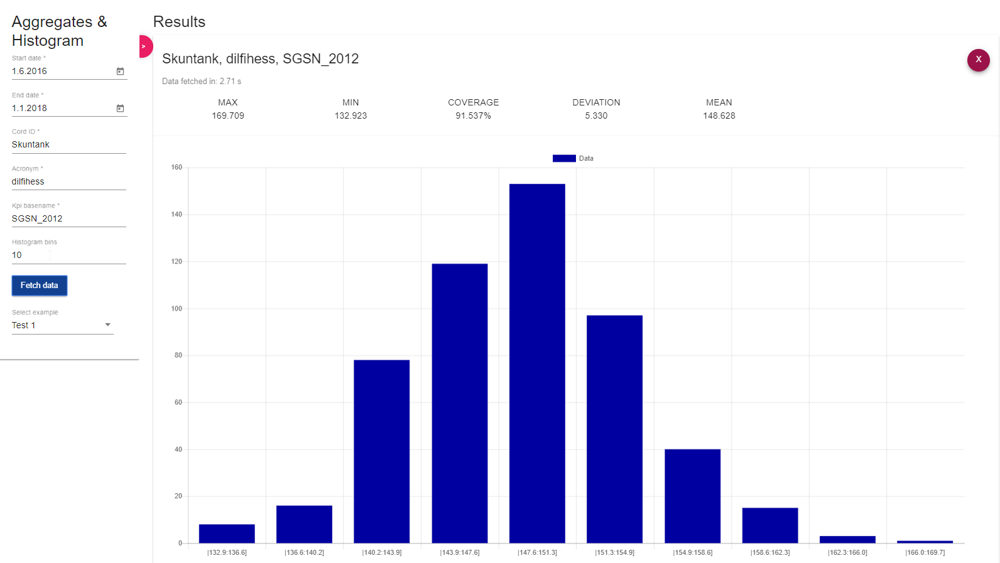 Aggregates &
Histogram
Start date *
1.6.2016
End date *
1.1.2018
Cord ID *
Skuntank
Acronym *
dilfihess
Kpi basename *
SGSN_2012
Histogram bins
10
Fetch data
Select example
Test 1
>
Results
Skuntank, dilfihess, SGSN_2012
X
Data fetched in: 2.71 s
MAX MIN COVERAGE DEVIATION MEAN
169.709 132.923 91.537% 5.330 148.628
Data
160
140
120
100
80
60
40
20
0
|132.9:136.6] |136.6:140.2] |140.2:143.9] |143.9:147.6] |147.6:151.3] |151.3:154.9] |154.9:158.6] |158.6:162.3] |162.3:166.0] |166.0:169.7]